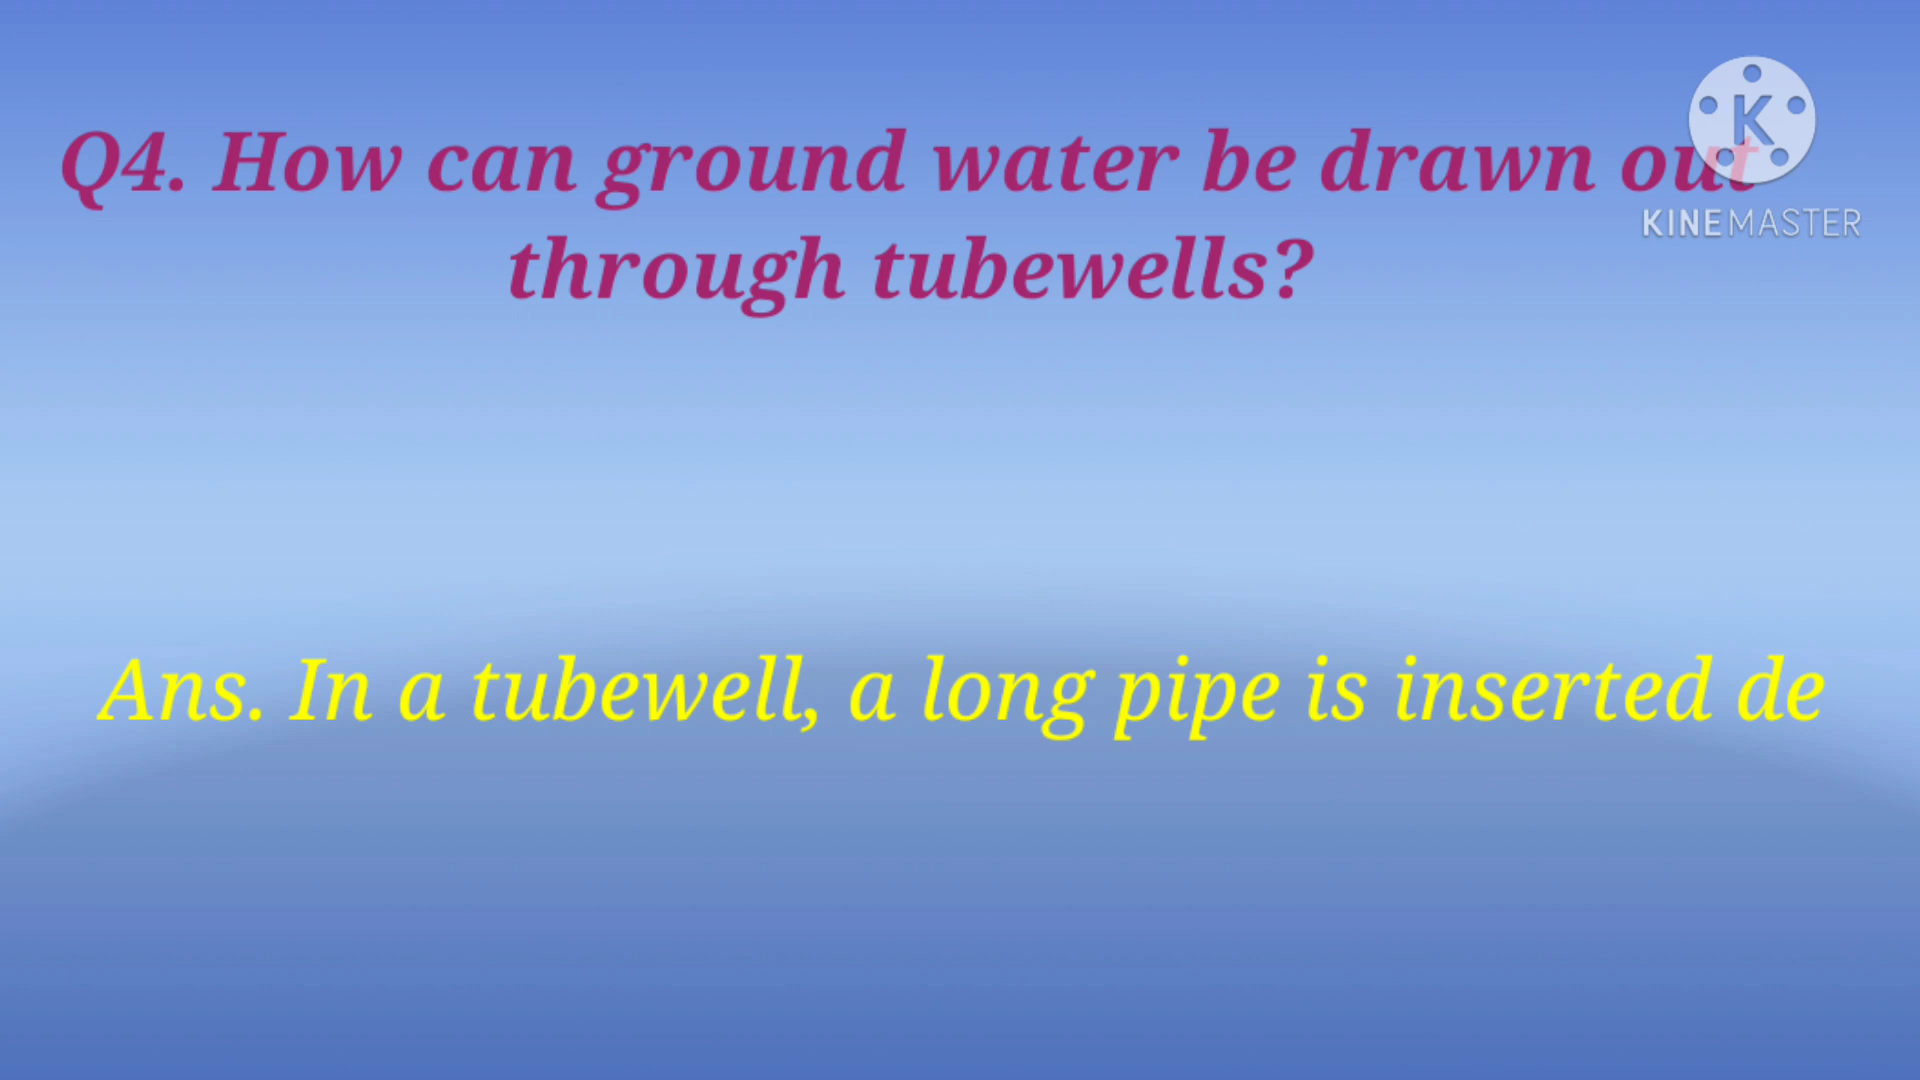 Q4. How can ground water be drawn out
through tubewells?
K
KINEMASTER
Ans. In a tubewell, a long pipe is inserted de